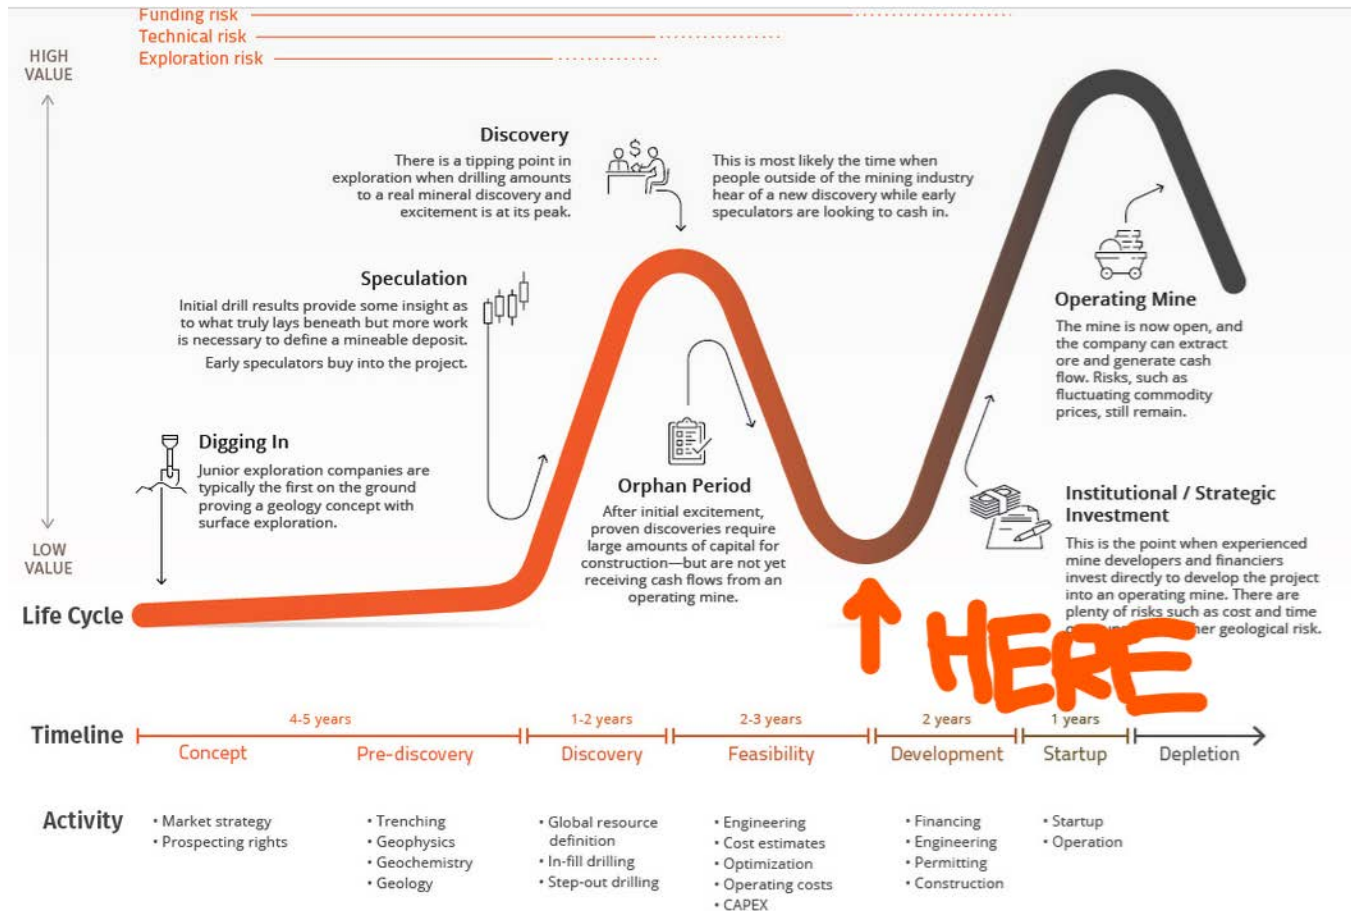 Funding risk
Technical risk
Exploration risk
HIGH
VALUE
Discovery
There is a tipping point in
exploration when drilling amounts
to a real mineral discovery and
excitement is at its peak.
$
This is most likely the time when
people outside of the mining industry
hear of a new discovery while early
speculators are looking to cash in.
Speculation
Initial drill results provide some insight as
to what truly lays beneath but more work
is necessary to define a mineable deposit.
Early speculators buy into the project.
Operating Mine
The mine is now open, and
the company can extract
ore and generate cash
flow. Risks, such as
fluctuating commodity
prices, still remain.
Digging In
Junior exploration companies are
typically the first on the ground
proving a geology concept with
surface exploration.
Orphan Period
After initial excitement,
proven discoveries require
large amounts of capital for
construction—but are not yet
receiving cash flows from an
operating mine.
Institutional / Strategic
Investment
This is the point when experienced
mine developers and financiers
invest directly to develop the project
into an operating mine. There are
plenty of risks such as cost and time
geological risk.
LOW
VALUE
Life Cycle
HERE
Timeline
4-5 years
1-2 years
2-3 years
2 years
1 years
Concept
Pre-discovery
Discovery
Feasibility
Development
Startup
Depletion
Activity
• Market strategy
• Prospecting rights
• Trenching
• Geophysics
• Geochemistry
• Geology
• Global resource
definition
• In-fill drilling
• Step-out drilling
• Engineering
• Cost estimates
• Optimization
• Operating costs
• CAPEX
• Financing
• Engineering
• Permitting
• Construction
• Startup
• Operation